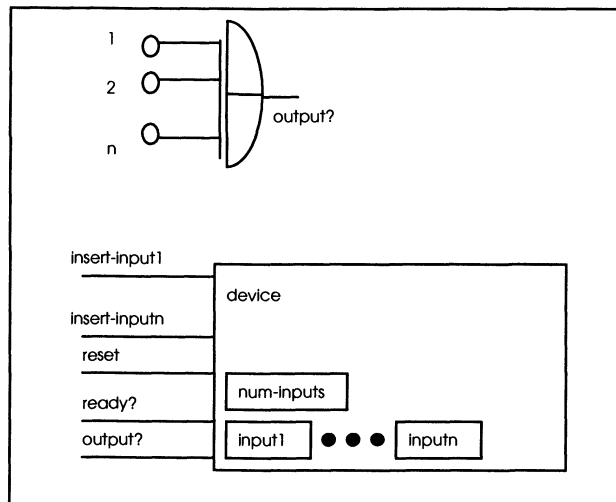 1
2
output?
n
insert-input1
device
insert-inputn
reset
num-inputs
ready?
output?
input1
inputn